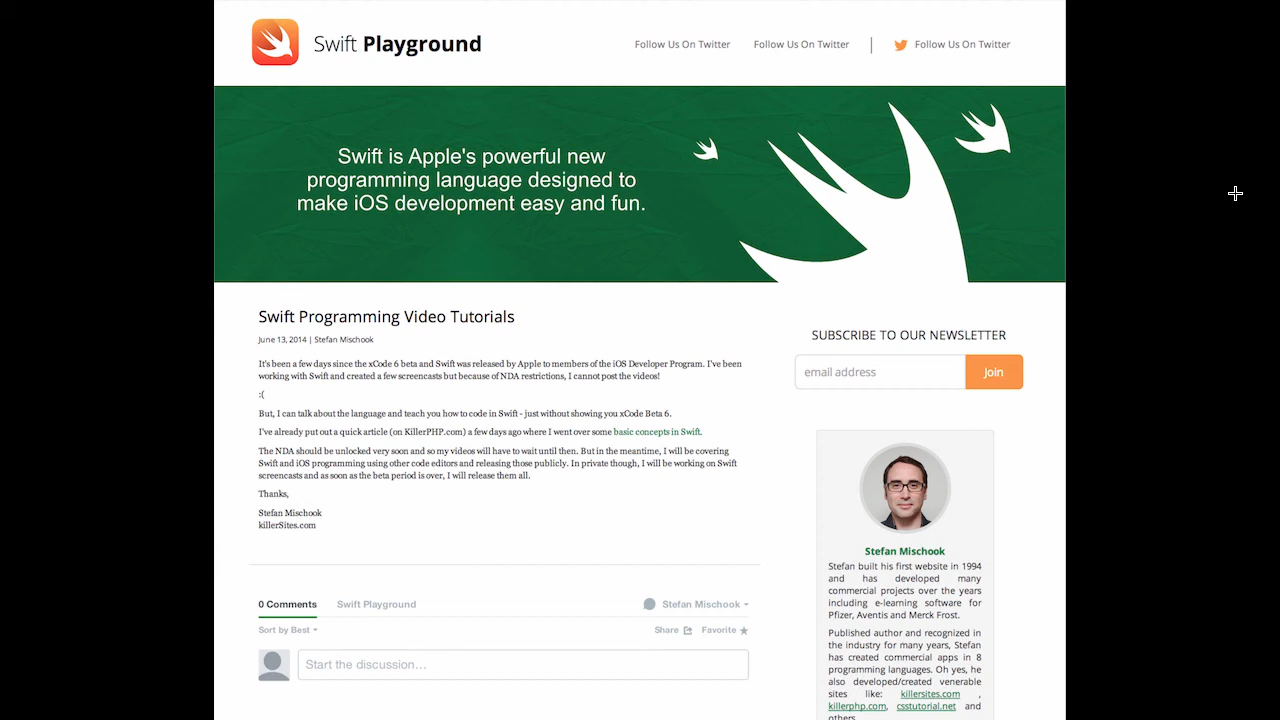 Swift Playground
Follow Us On Twitter
Follow Us On Twitter
|
Follow Us On Twitter
Swift is Apple's powerful new
programming language designed to
make iOS development easy and fun.
Swift Programming Video Tutorials
June 13, 2014 | Stefan Mischook
It's been a few days since the xCode 6 beta and Swift was released by Apple to members of the iOS Developer Program. I've been
working with Swift and created a few screencasts but because of NDA restrictions, I cannot post the videos!
:(
But, I can talk about the language and teach you how to code in Swift - just without showing you xCode Beta 6.
I've already put out a quick article (on KillerPHP.com) a few days ago where I went over some basic concepts in Swift.
The NDA should be unlocked very soon and so my videos will have to wait until then. But in the meantime, I will be covering
Swift and iOS programming using other code editors and releasing those publicly. In private though, I will be working on Swift
screencasts and as soon as the beta period is over, I will release them all.
Thanks,
Stefan Mischook
killerSites.com
0 Comments
Swift Playground
Stefan Mischook
Sort by Best
Share
Favorite
Start the discussion…
SUBSCRIBE TO OUR NEWSLETTER
email address
Join
Stefan Mischook
Stefan built his first website in 1994
and has developed many
commercial projects over the years
including e-learning software for
Pfizer, Aventis and Merck Frost.
Published author and recognized in
the industry for many years, Stefan
has created commercial apps in 8
programming languages. Oh yes, he
also developed/created venerable
sites like: killersites.com ,
killerphp.com, csstutorial.net and
others